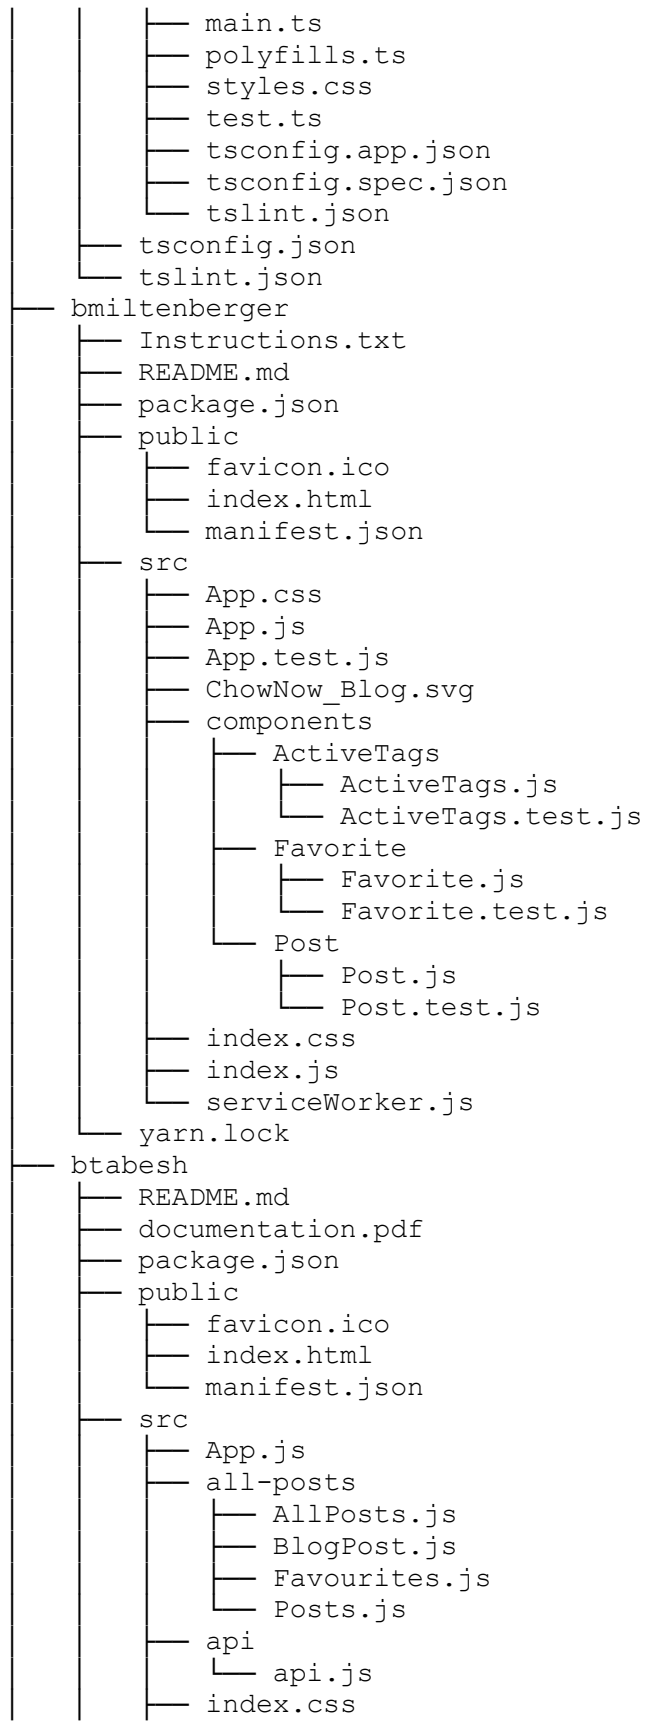 │   │   ├── main.ts
│   │   ├── polyfills.ts
│   │   ├── styles.css
│   │   ├── test.ts
│   │   ├── tsconfig.app.json
│   │   ├── tsconfig.spec.json
│   │   └── tslint.json
│   ├── tsconfig.json
│   └── tslint.json
├── bmiltenberger
│   ├── Instructions.txt
│   ├── README.md
│   ├── package.json
│   ├── public
│   │   ├── favicon.ico
│   │   ├── index.html
│   │   └── manifest.json
│   ├── src
│   │   ├── App.css
│   │   ├── App.js
│   │   ├── App.test.js
│   │   ├── ChowNow_Blog.svg
│   │   ├── components
│   │   │   ├── ActiveTags
│   │   │   │   ├── ActiveTags.js
│   │   │   │   └── ActiveTags.test.js
│   │   │   ├── Favorite
│   │   │   │   ├── Favorite.js
│   │   │   │   └── Favorite.test.js
│   │   │   └── Post
│   │   │       ├── Post.js
│   │   │       └── Post.test.js
│   │   ├── index.css
│   │   ├── index.js
│   │   └── serviceWorker.js
│   └── yarn.lock
├── btabesh
│   ├── README.md
│   ├── documentation.pdf
│   ├── package.json
│   ├── public
│   │   ├── favicon.ico
│   │   ├── index.html
│   │   └── manifest.json
│   ├── src
│   │   ├── App.js
│   │   ├── all-posts
│   │   │   ├── AllPosts.js
│   │   │   ├── BlogPost.js
│   │   │   ├── Favourites.js
│   │   │   └── Posts.js
│   │   ├── api
│   │   │   └── api.js
│   │   ├── index.css